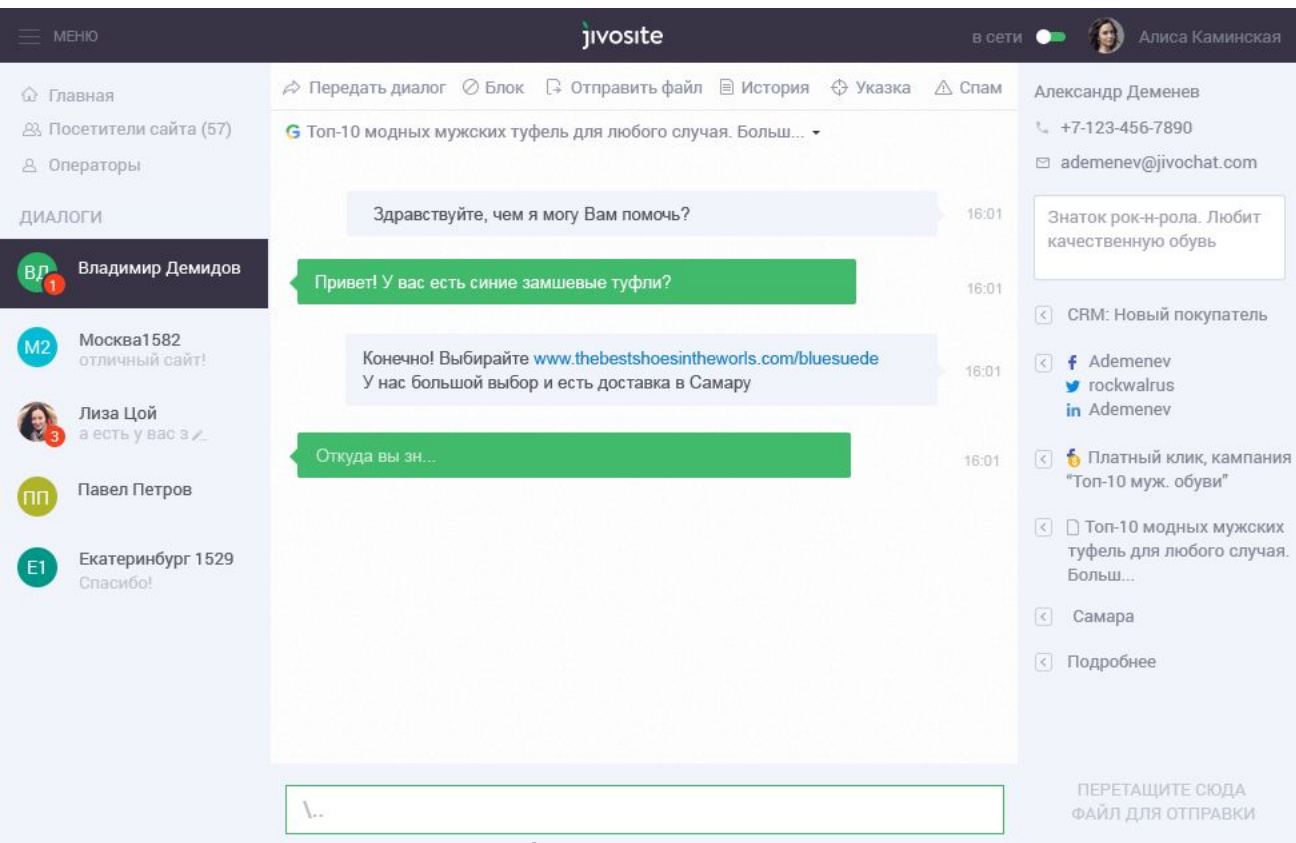 МЕНЮ
jivosite
в сети
Алиса Каминская
Главная
Посетители сайта (57)
Операторы
ДИАЛОГИ
ВД
1
Владимир Демидов
М2
Москва1582
отличный сайт!
Лиза Цой
3
а есть у вас з
ПП
Павел Петров
Е1
Екатеринбург 1529
Спасибо!
Передать диалог
Блок
Отправить файл
История
Указка
Спам
G Топ-10 модных мужских туфель для любого случая. Больш...
Здравствуйте, чем я могу Вам помочь?
16:01
Привет! У вас есть синие замшевые туфли?
16:01
Конечно! Выбирайте www.thebestshoesintheworls.com/bluesuede
У нас большой выбор и есть доставка в Самару
16:01
Откуда вы зн...
16:01
\..
Александр Деменев
+7-123-456-7890
ademenev@jivochat.com
Знаток рок-н-рола. Любит
качественную обувь
CRM: Новый покупатель
f Ademenev
rockwalrus
in Ademenev
Платный клик, кампания
“Топ-10 муж. обуви”
Топ-10 модных мужских
туфель для любого случая.
Больш...
Самара
Подробнее
ПЕРЕТАЩИТЕ СЮДА
ФАЙЛ ДЛЯ ОТПРАВКИ